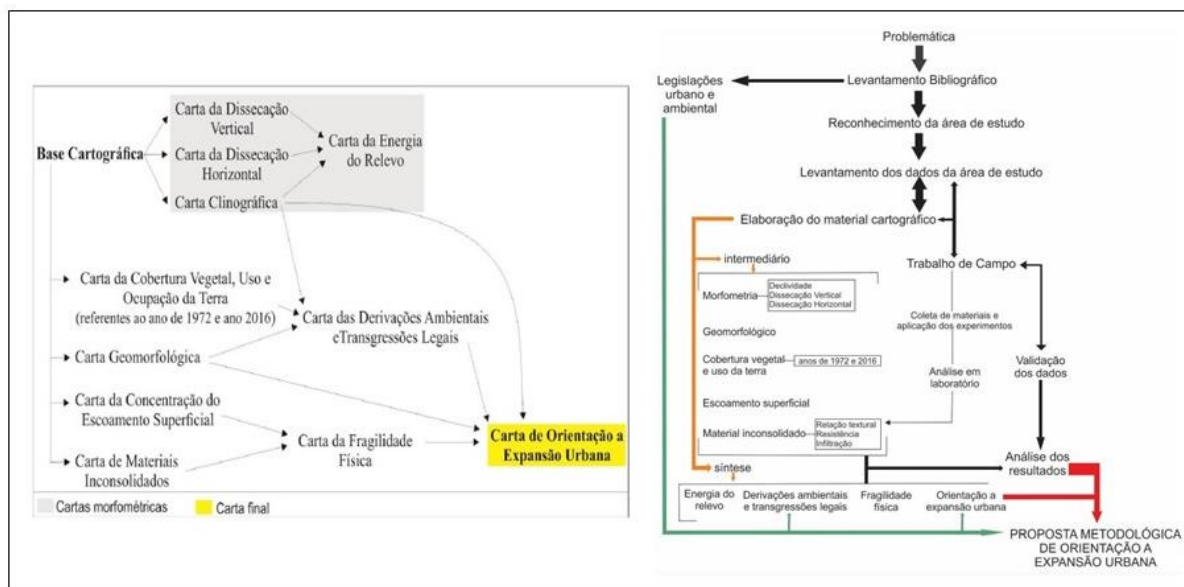 Base Cartográfica
Carta da Dissecação
Vertical
Carta da Dissecação
Horizontal
Carta Clinográfica
Carta da Energia
do Relevo
Carta da Cobertura Vegetal, Uso e
Ocupação da Terra
(referentes ao ano de 1972 e ano 2016)
Carta das Derivações Ambientais
eTransgressões Legais
Carta Geomorfológica
Carta da Concentração do
Escoamento Superficial
Carta da Fragilidade
Física
Carta de Materiais
Inconsolidados
Carta de Orientação a
Expansão Urbana
Cartas morfométricas
Carta final
Problemática
Legislações
urbano e
ambiental
Levantamento Bibliográfico
Reconhecimento da área de estudo
Levantamento dos dados da área de estudo
Elaboração do material cartográfico
intermediário
Trabalho de Campo
Morfometria
Declividade
Dissecação Vertical
Dissecação Horizontal
Coleta de materiais e
aplicação dos experimentos
Geomorfológico
Cobertura vegetal
e uso da terra
anos de 1972 e 2016
Análise em
laboratório
Validação
dos dados
Escoamento superficial
Material inconsolidado
Relação textural
Resistência
Infiltração
síntese
Análise dos
resultados
Energia do
relevo
Derivações ambientais
e transgressões legais
Fragilidade
física
Orientação a
expansão urbana
PROPOSTA METODOLÓGICA
DE ORIENTAÇÃO A
EXPANSÃO URBANA